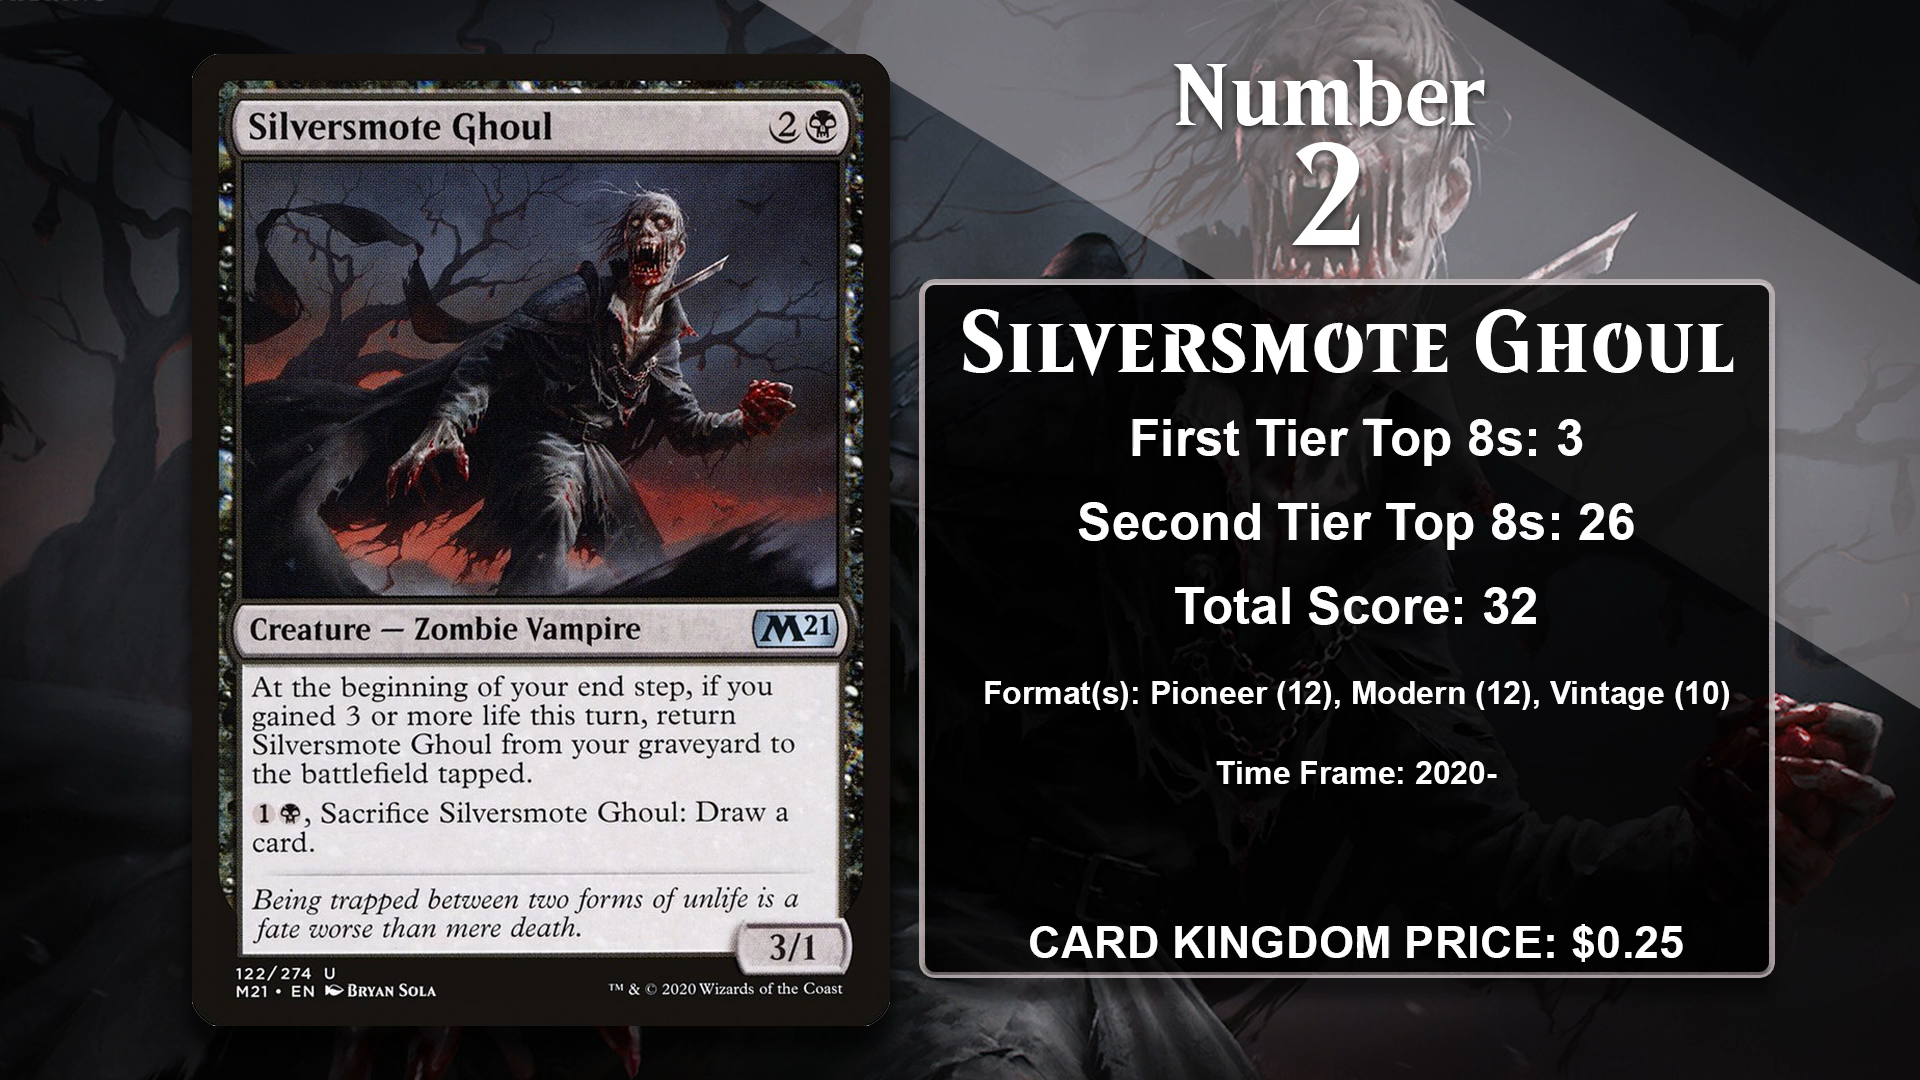 Silversmote Ghoul 2
Creature — Zombie Vampire M21
At the beginning of your end step, if you
gained 3 or more life this turn, return
Silversmote Ghoul from your graveyard to
the battlefield tapped.
1, Sacrifice Silversmote Ghoul: Draw a
card.
Being trapped between two forms of unlife is a
fate worse than mere death.
3/1
122/274 U
M21 • EN Bryan Sola
™ & © 2020 Wizards of the Coast
Number
2
Silversmote Ghoul
First Tier Top 8s: 3
Second Tier Top 8s: 26
Total Score: 32
Format(s): Pioneer (12), Modern (12), Vintage (10)
Time Frame: 2020-
CARD KINGDOM PRICE: $0.25